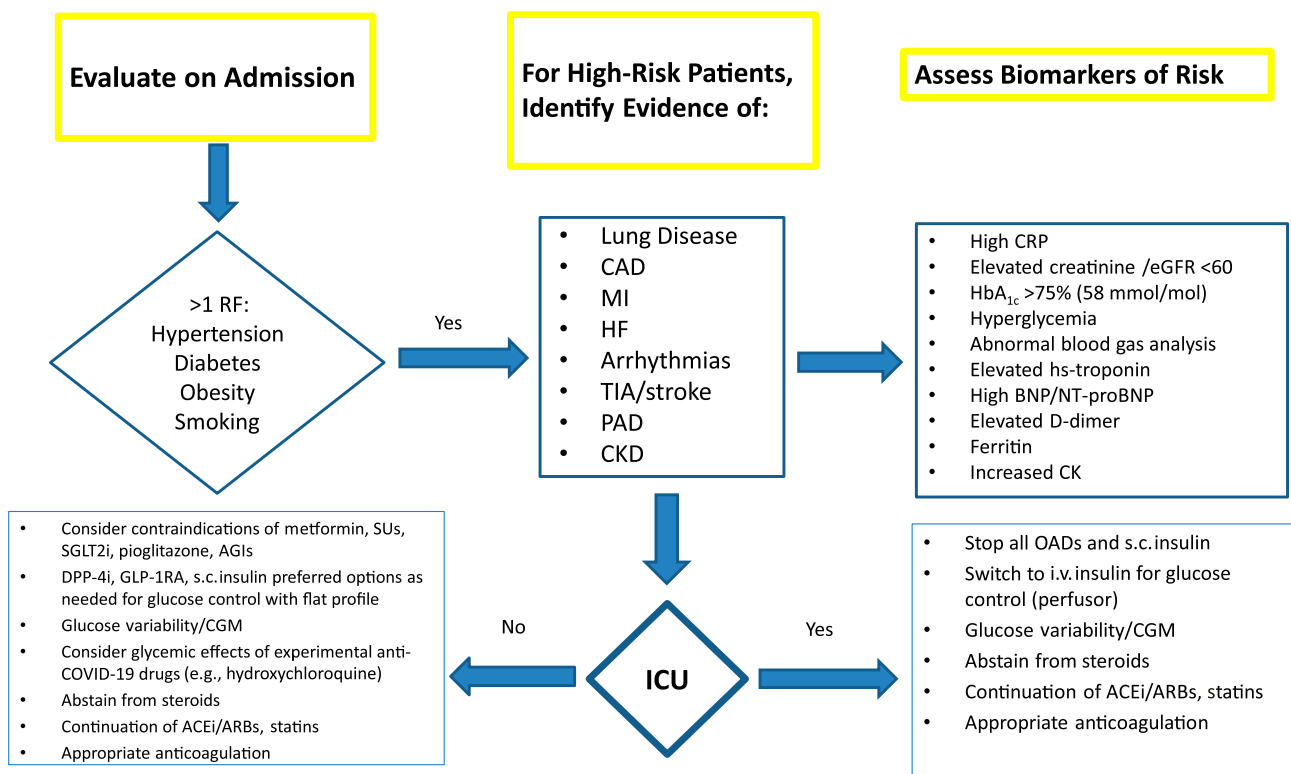 Evaluate on Admission
For High-Risk Patients,
Identify Evidence of:
Assess Biomarkers of Risk
>1 RF:
Hypertension
Diabetes
Obesity
Smoking
Yes
• Lung Disease
• CAD
• MI
• HF
• Arrhythmias
• TIA/stroke
• PAD
• CKD
• High CRP
• Elevated creatinine /eGFR <60
• HbA1c >75% (58 mmol/mol)
• Hyperglycemia
• Abnormal blood gas analysis
• Elevated hs-troponin
• High BNP/NT-proBNP
• Elevated D-dimer
• Ferritin
• Increased CK
• Consider contraindications of metformin, SUs,
SGLT2i, pioglitazone, AGIs
• DPP-4i, GLP-1RA, s.c.insulin preferred options as
needed for glucose control with flat profile
• Glucose variability/CGM
• Consider glycemic effects of experimental anti-
COVID-19 drugs (e.g., hydroxychloroquine)
• Abstain from steroids
• Continuation of ACEi/ARBs, statins
• Appropriate anticoagulation
No
ICU
Yes
• Stop all OADs and s.c.insulin
• Switch to i.v.insulin for glucose
control (perfusor)
• Glucose variability/CGM
• Abstain from steroids
• Continuation of ACEi/ARBs, statins
• Appropriate anticoagulation